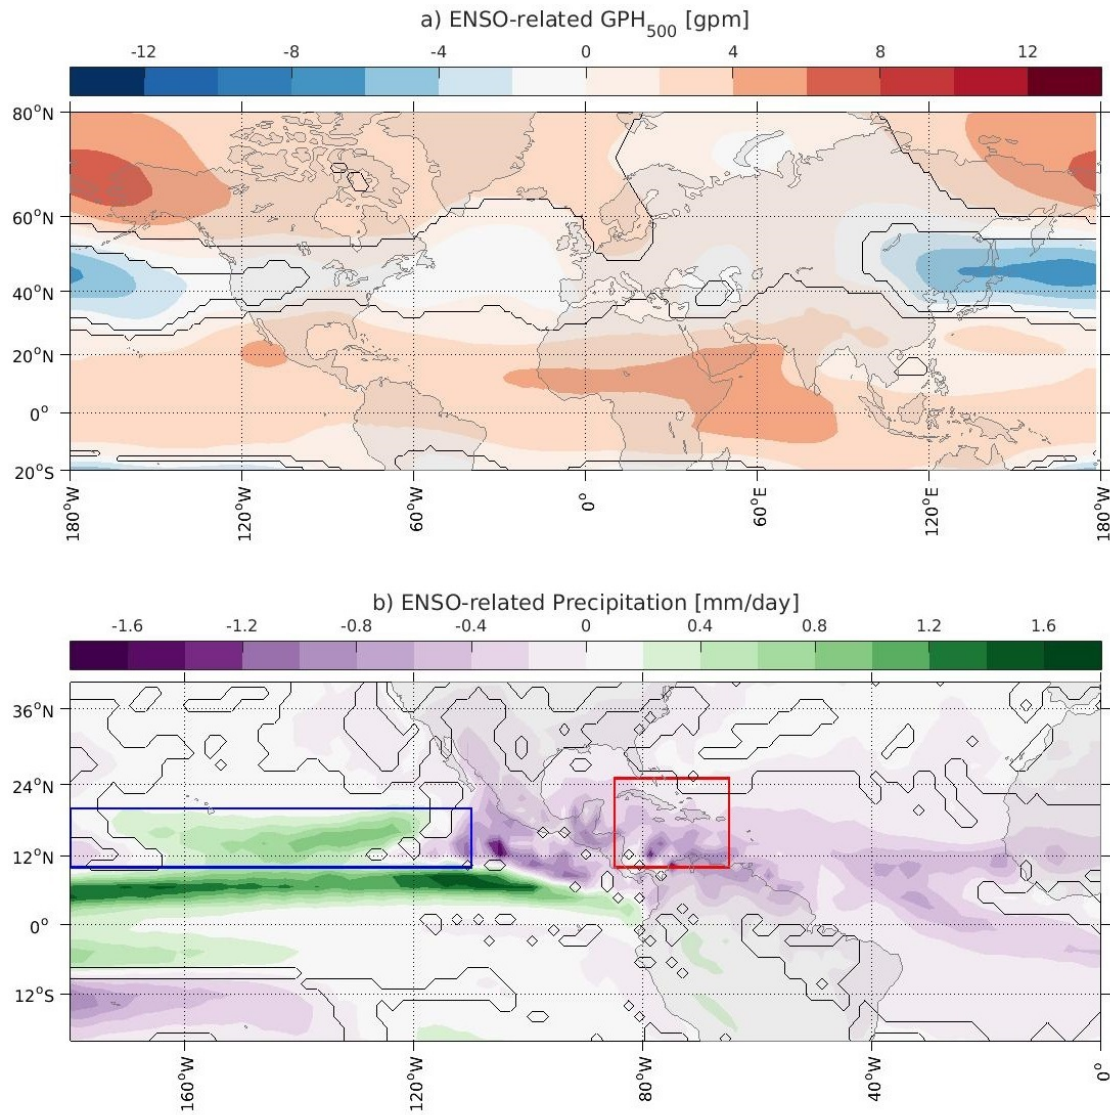 a) ENSO-related GPH500 [gpm]
-12 -8 -4 0 4 8 12
80°N
60°N
40°N
20°N
0°
20°S
180°W 120°W 60°W 0° 60°E 120°E 180°W
b) ENSO-related Precipitation [mm/day]
-1.6 -1.2 -0.8 -0.4 0 0.4 0.8 1.2 1.6
36°N
24°N
12°N
0°
12°S
160°W 120°W 80°W 40°W 0°